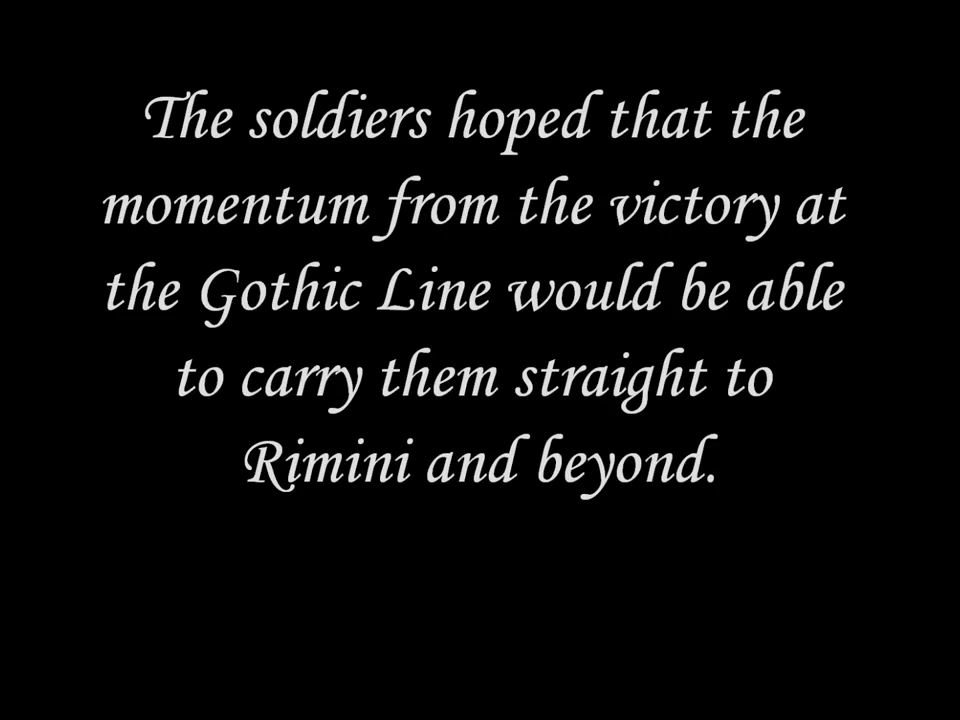 The soldiers hoped that the
momentum from the victory at
the Gothic Line would be able
to carry them straight to
Rimini and beyond.